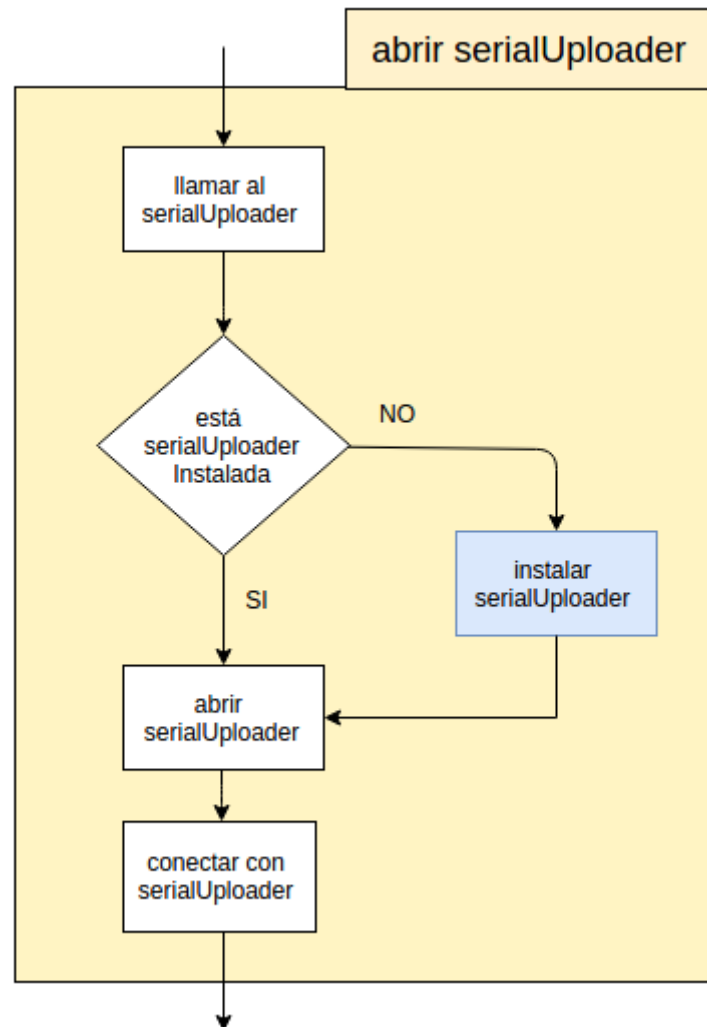 abrir serialUploader
llamar al
serialUploader
está
serialUploader
Instalada
NO
instalar
serialUploader
SI
abrir
serialUploader
conectar con
serialUploader